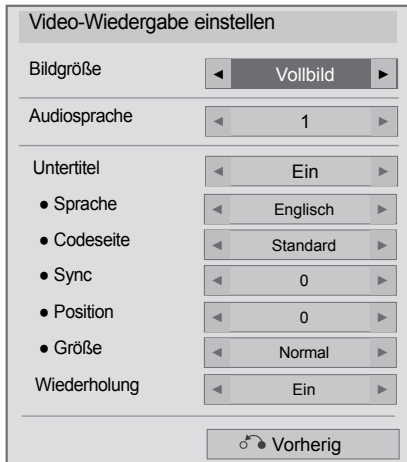 Video-Wiedergabe einstellen
Bildgröße ◄ Vollbild ►
Audiosprache ◄ 1 ►
Untertitel ◄ Ein ►
● Sprache ◄ Englisch ►
● Codeseite ◄ Standard ►
● Sync ◄ 0 ►
● Position ◄ 0 ►
● Größe ◄ Normal ►
Wiederholung ◄ Ein ►
Vorherig